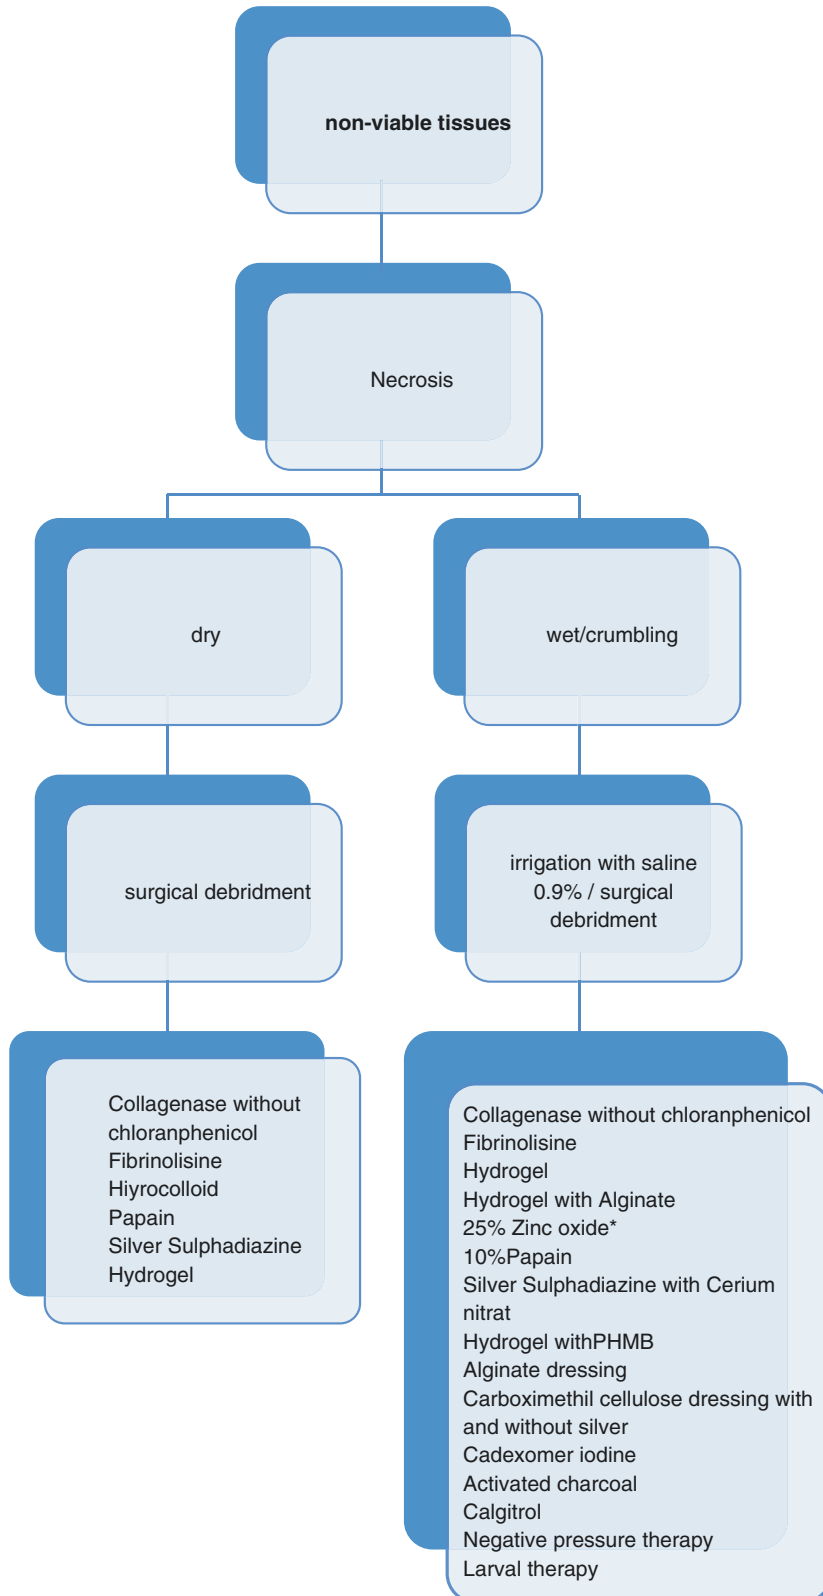 non-viable tissues
Necrosis
dry
wet/crumbling
surgical debridment
irrigation with saline
0.9% / surgical
debridment
Collagenase without
chloranphenicol
Fibrinolisine
Hiyrocolloid
Papain
Silver Sulphadiazine
Hydrogel
Collagenase without chloranphenicol
Fibrinolisine
Hydrogel
Hydrogel with Alginate
25% Zinc oxide*
10%Papain
Silver Sulphadiazine with Cerium
nitrat
Hydrogel withPHMB
Alginate dressing
Carboximethil cellulose dressing with
and without silver
Cadexomer iodine
Activated charcoal
Calgitrol
Negative pressure therapy
Larval therapy